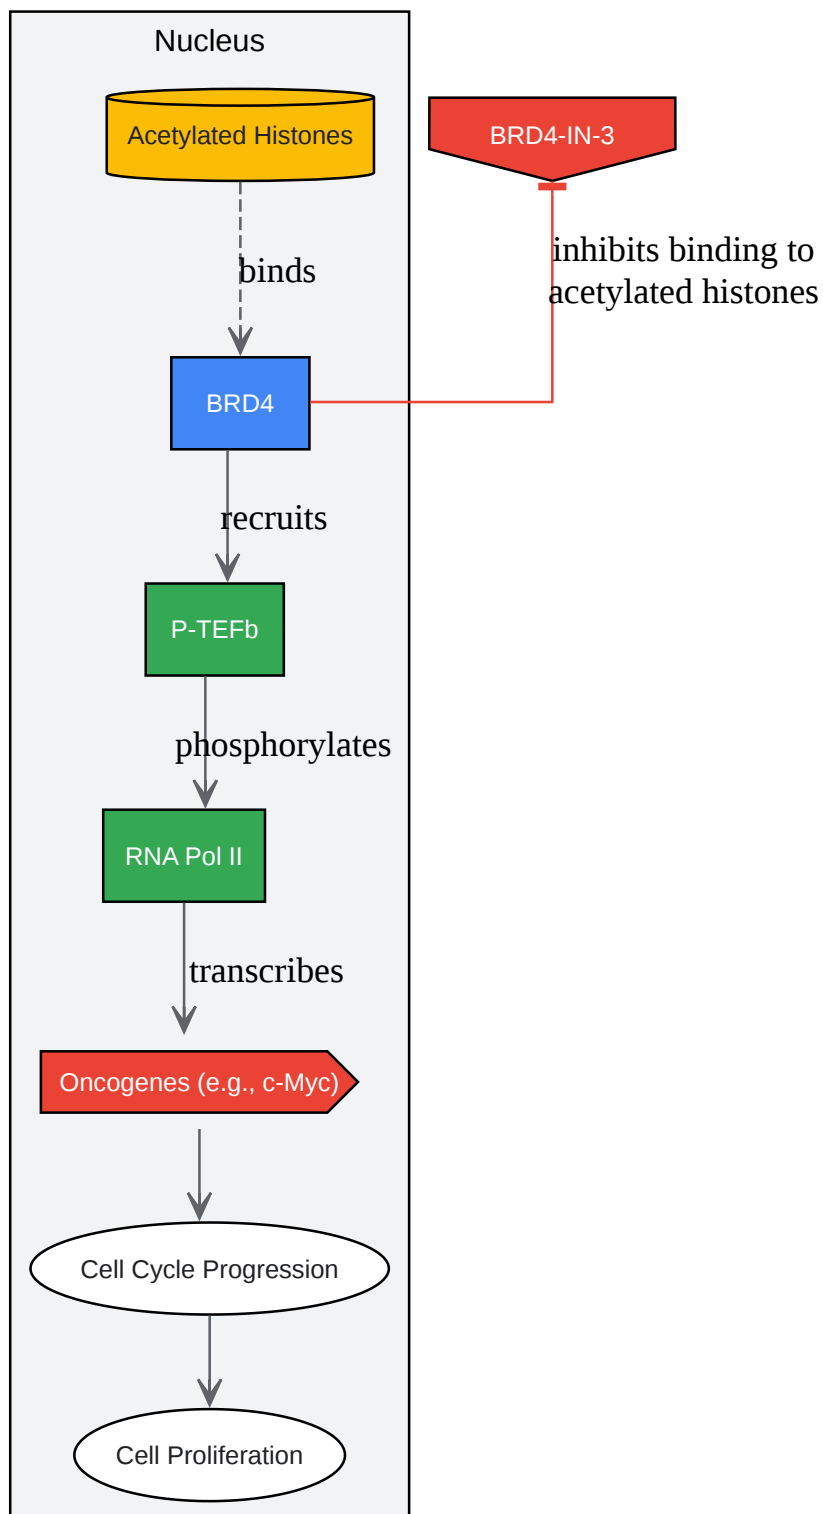 Nucleus
Acetylated Histones
BRD4-IN-3
binds
inhibits binding to
acetylated histones
BRD4
recruits
P-TEFb
phosphorylates
RNA Pol II
transcribes
Oncogenes (e.g., c-Myc)
Cell Cycle Progression
Cell Proliferation